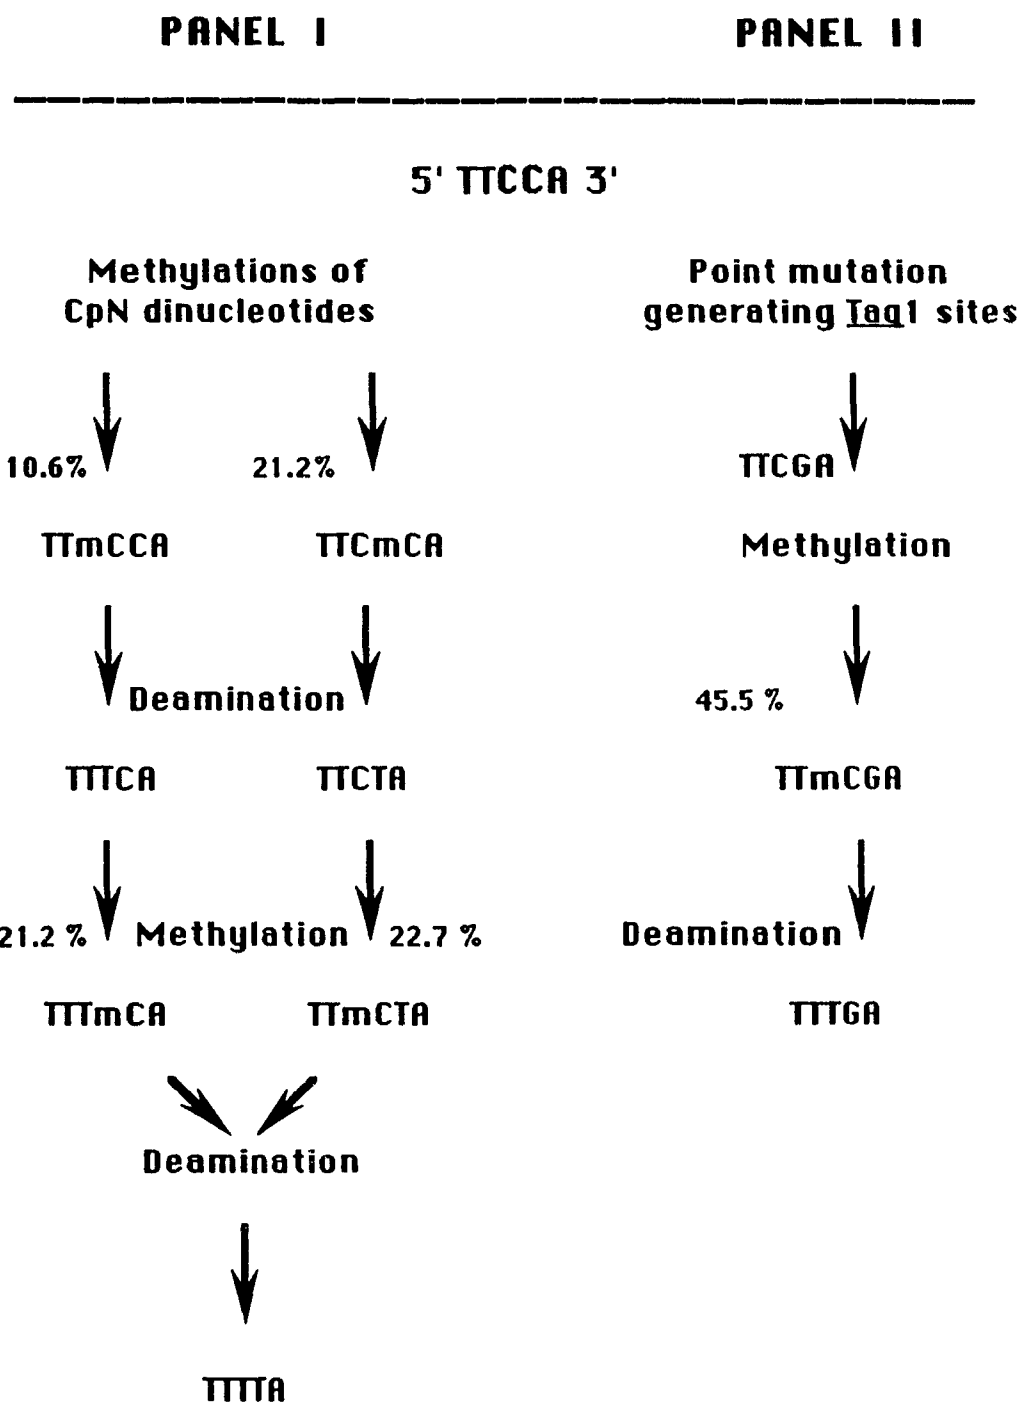 PANEL I
PANEL II
5' TTCCA 3'
Methylations of
CpN dinucleotides
Point mutation
generating Taq1 sites
10.6%
21.2%
TTCGA
TTmCCA
TTCmCA
Methylation
Deamination
45.5 %
TTTCA
TTCTA
TTmCGA
21.2 %
Methylation
22.7 %
Deamination
TTTmCA
TTmCTA
TTTGA
Deamination
TTTTA